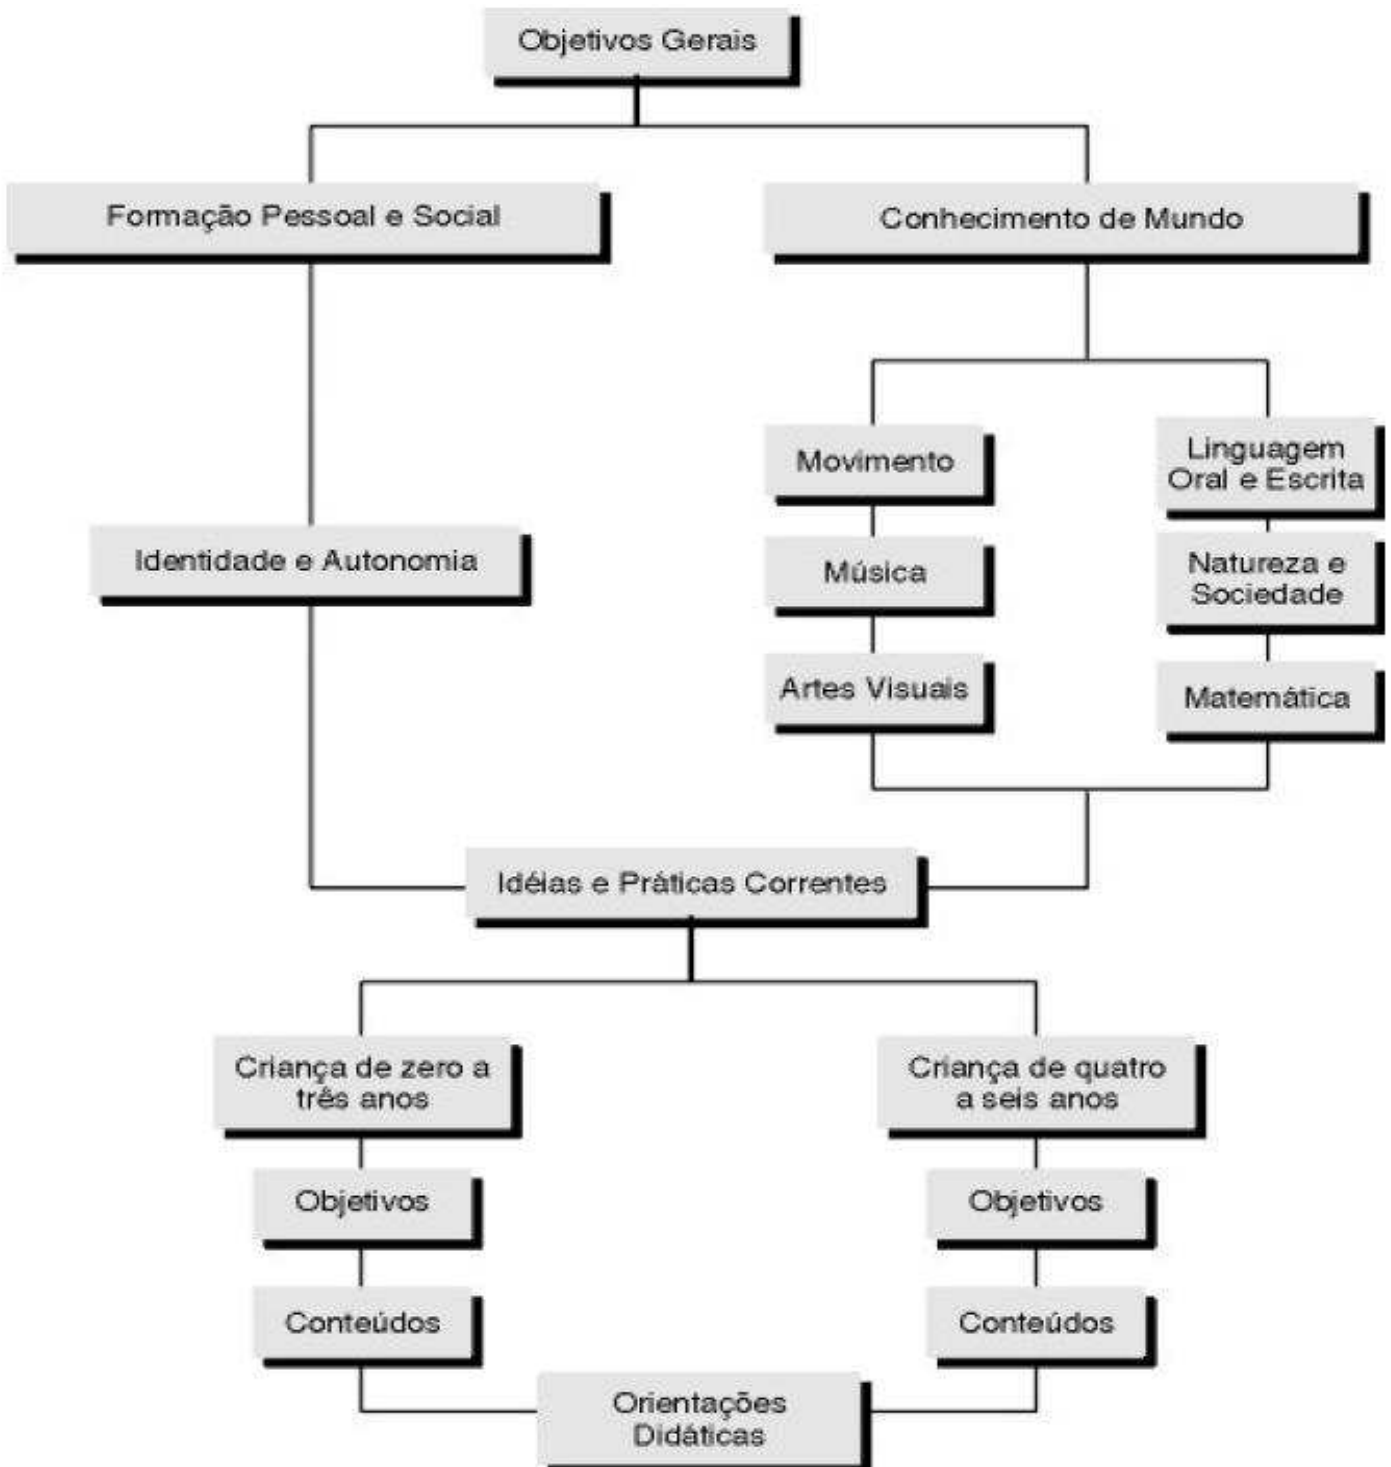 Objetivos Gerais
Formação Pessoal e Social
Conhecimento de Mundo
Identidade e Autonomia
Movimento
Música
Artes Visuais
Linguagem
Oral e Escrita
Natureza e
Sociedade
Matemática
Idéias e Práticas Correntes
Criança de zero a
três anos
Objetivos
Conteúdos
Criança de quatro
a seis anos
Objetivos
Conteúdos
Orientações
Didáticas